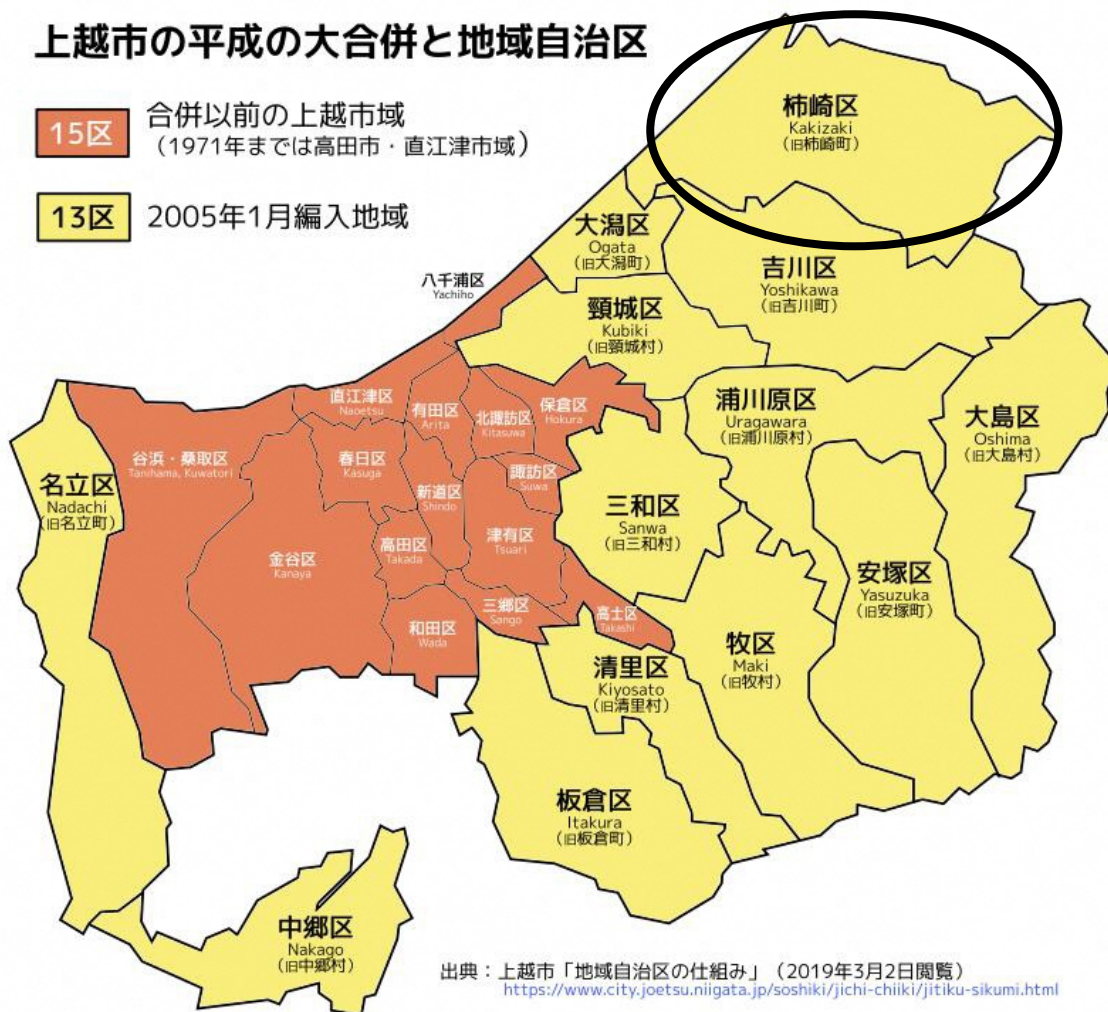 上越市の平成の大合併と地域自治区
15区
合併以前の上越市域
(1971年までは高田市・直江津市域)
13区
2005年1月編入地域
柿崎区
Kakizaki
(旧柿崎町)
大潟区
Ogata
(旧大潟町)
吉川区
Yoshikawa
(旧吉川町)
八千浦区
Yachiho
頸城区
Kubiki
(旧頸城村)
直江津区
Naoetsu
有田区
Arita
北諏訪区
Kitasuwa
保倉区
Hokura
浦川原区
Uragawara
(旧浦川原村)
大島区
Oshima
(旧大島村)
名立区
Nadachi
(旧名立町)
谷浜・桑取区
Tanihama, Kuwatori
春日区
Kasuga
新道区
Shindo
諏訪区
Suwa
三和区
Sanwa
(旧三和村)
金谷区
Kanaya
高田区
Takada
津有区
Tsuari
安塚区
Yasuzuka
(旧安塚町)
和田区
Wada
三郷区
Sango
高士区
Takashi
牧区
Maki
(旧牧村)
清里区
Kiyosato
(旧清里村)
板倉区
Itakura
(旧板倉町)
中郷区
Nakago
(旧中郷村)
出典：上越市「地域自治区の仕組み」（2019年3月2日閲覧）
https://www.city.joetsu.niigata.jp/soshiki/jichi-chiiki/jitiku-sikumi.html